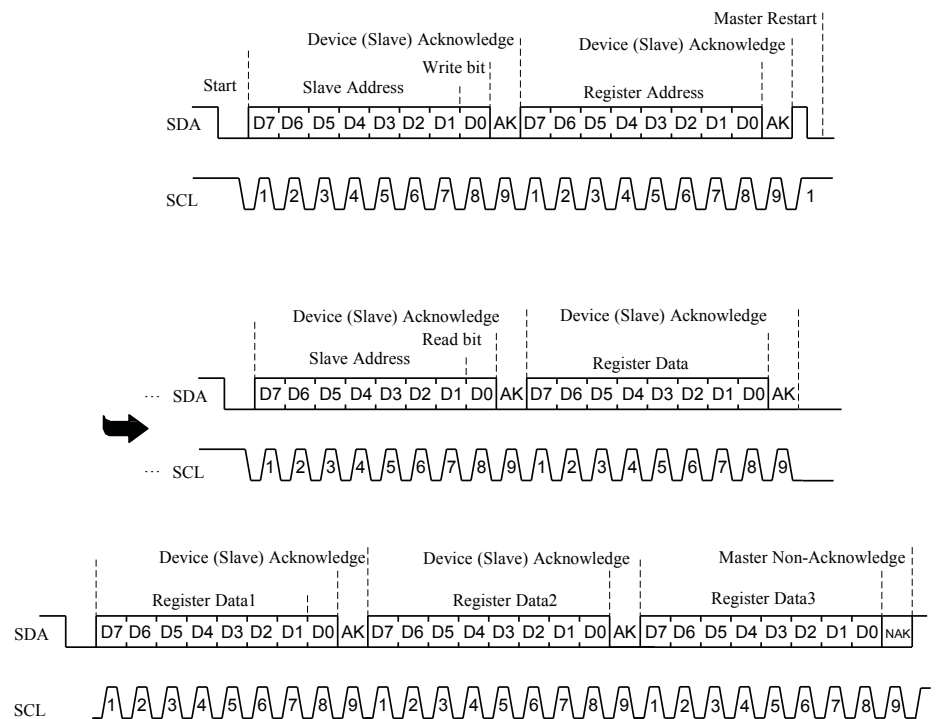 Master Restart
Device (Slave) Acknowledge Device (Slave) Acknowledge
Write bit
Start Slave Address Register Address
SDA D7 D6 D5 D4 D3 D2 D1 D0 AK D7 D6 D5 D4 D3 D2 D1 D0 AK
SCL 1 2 3 4 5 6 7 8 9 1 2 3 4 5 6 7 8 9 1
Device (Slave) Acknowledge Device (Slave) Acknowledge
Read bit
Slave Address Register Data
... SDA D7 D6 D5 D4 D3 D2 D1 D0 AK D7 D6 D5 D4 D3 D2 D1 D0 AK
... SCL 1 2 3 4 5 6 7 8 9 1 2 3 4 5 6 7 8 9
Device (Slave) Acknowledge Device (Slave) Acknowledge Master Non-Acknowledge
Register Data1 Register Data2 Register Data3
SDA D7 D6 D5 D4 D3 D2 D1 D0 AK D7 D6 D5 D4 D3 D2 D1 D0 AK D7 D6 D5 D4 D3 D2 D1 D0 NAK
SCL 1 2 3 4 5 6 7 8 9 1 2 3 4 5 6 7 8 9 1 2 3 4 5 6 7 8 9